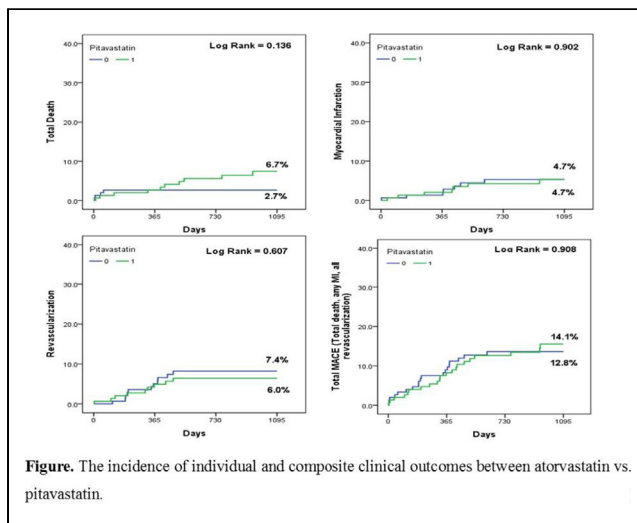 Pitavastatin
0 1
Log Rank = 0.136
40.0
30.0
20.0
10.0
0.0
Total Death
6.7%
2.7%
0 365 730 1095
Days
Pitavastatin
0 1
Log Rank = 0.902
40.0
30.0
20.0
10.0
0.0
Myocardial Infarction
4.7%
4.7%
0 365 730 1095
Days
Pitavastatin
0 1
Log Rank = 0.607
40.0
30.0
20.0
10.0
0.0
Revascularization
7.4%
6.0%
0 365 730 1095
Days
Pitavastatin
0 1
Log Rank = 0.908
40.0
30.0
20.0
10.0
0.0
Total MACE (Total death, any MI, all
revascularization)
14.1%
12.8%
0 365 730 1095
Days
Figure. The incidence of individual and composite clinical outcomes between atorvastatin vs.
pitavastatin.